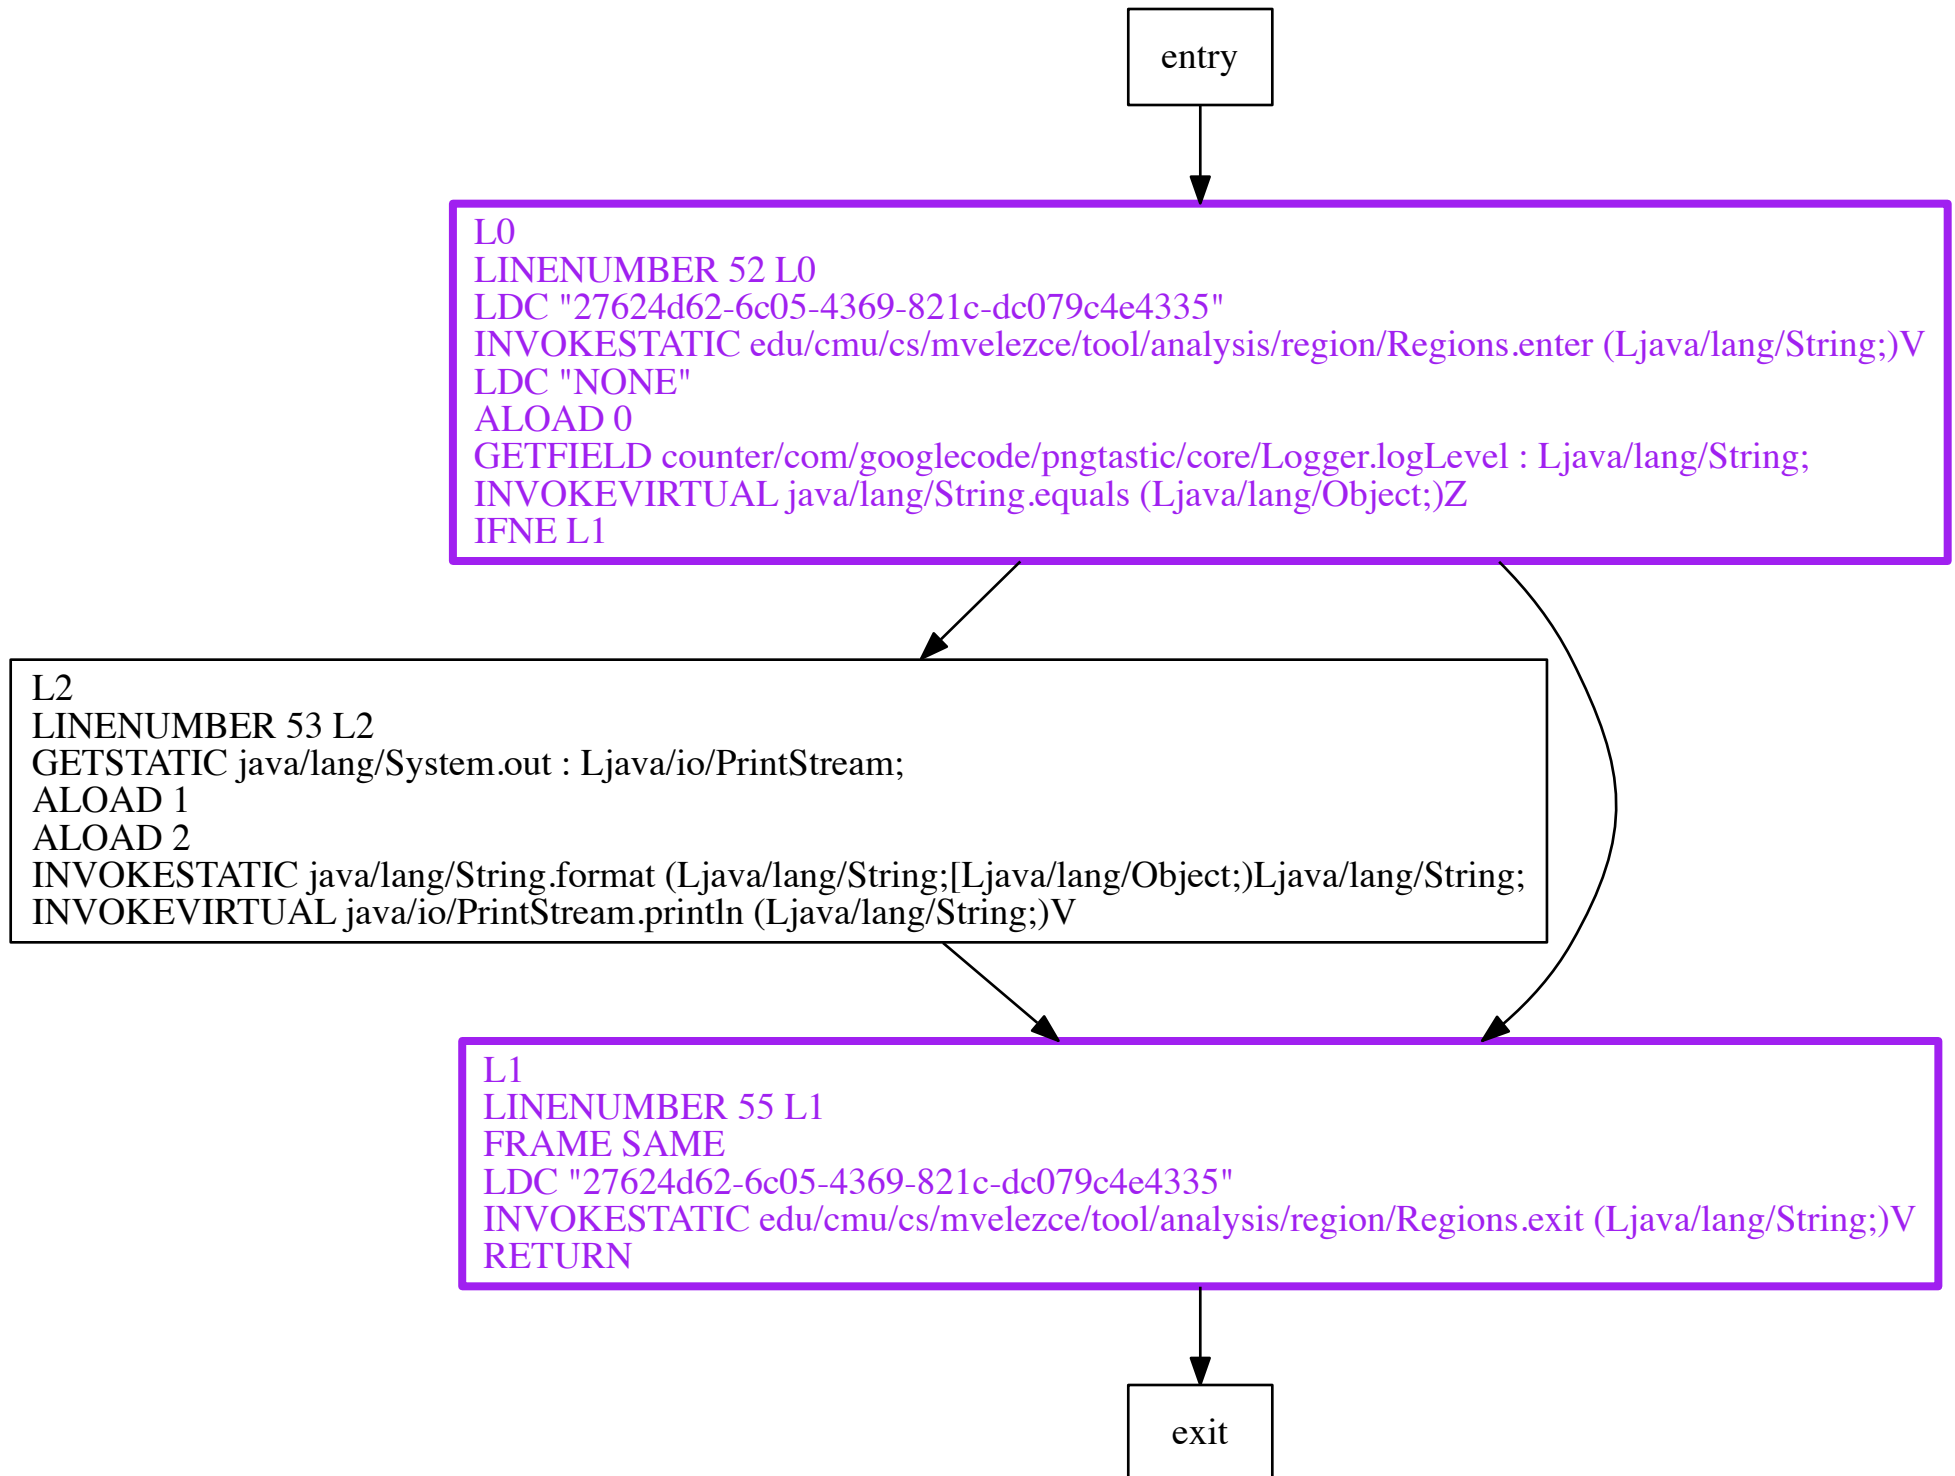 entry
L0
LINENUMBER 52 L0
LDC "27624d62-6c05-4369-821c-dc079c4e4335"
INVOKESTATIC edu/cmu/cs/mvelezce/tool/analysis/region/Regions.enter (Ljava/lang/String;)V
LDC "NONE"
ALOAD 0
GETFIELD counter/com/googlecode/pngtastic/core/Logger.logLevel : Ljava/lang/String;
INVOKEVIRTUAL java/lang/String.equals (Ljava/lang/Object;)Z
IFNE L1
L2
LINENUMBER 53 L2
GETSTATIC java/lang/System.out : Ljava/io/PrintStream;
ALOAD 1
ALOAD 2
INVOKESTATIC java/lang/String.format (Ljava/lang/String;[Ljava/lang/Object;)Ljava/lang/String;
INVOKEVIRTUAL java/io/PrintStream.println (Ljava/lang/String;)V
L1
LINENUMBER 55 L1
FRAME SAME
LDC "27624d62-6c05-4369-821c-dc079c4e4335"
INVOKESTATIC edu/cmu/cs/mvelezce/tool/analysis/region/Regions.exit (Ljava/lang/String;)V
RETURN
exit